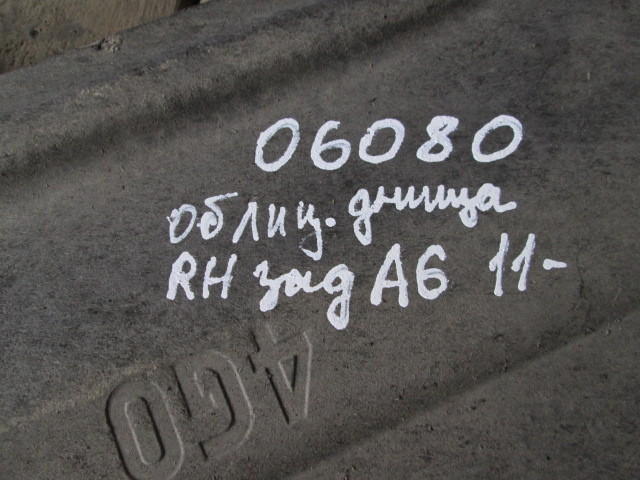 06080
облиц. днища
RH зад A6 11-
4G0